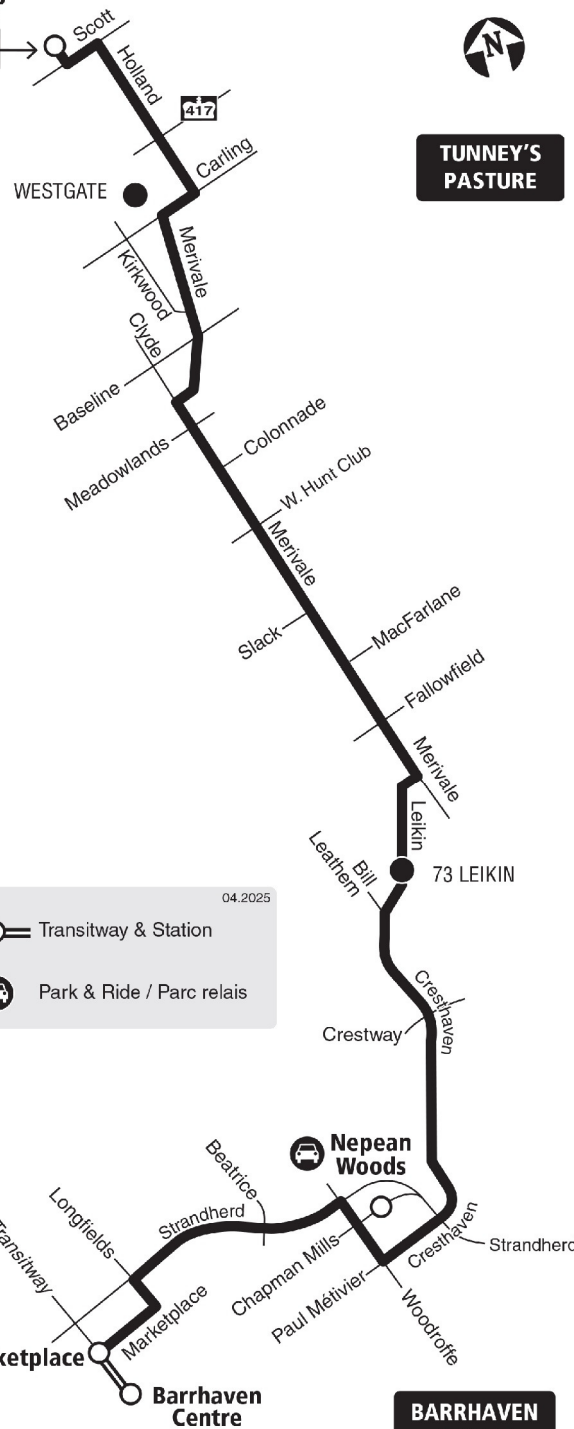 Scott
N
Holland
417
Carling
TUNNEY'S
PASTURE
WESTGATE
Merivale
Kirkwood
Clyde
Baseline
Colonnade
Meadowlands
W. Hunt Club
Merivale
MacFarlane
Slack
Fallowfield
Merivale
Leikin
73 LEIKIN
Bill
Leathem
04.2025
Transitway & Station
Park & Ride / Parc relais
Cresthaven
Crestway
Nepean
Woods
Beatrice
Longfields
Strandherd
Transitway
Chapman Mills
Cresthaven
Strandherd
Paul Métivier
Woodroffe
Marketplace
ketplace
Barrhaven
Centre
BARRHAVEN